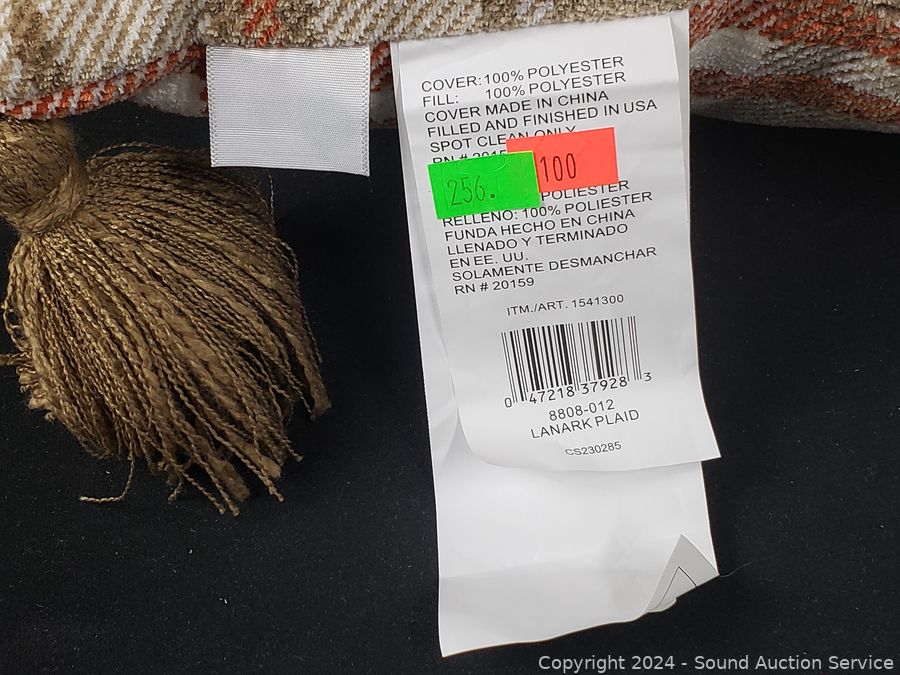 COVER: 100% POLYESTER
FILL: 100% POLYESTER
COVER MADE IN CHINA
FILLED AND FINISHED IN USA
SPOT CLEAN ONLY
RN #
256.
100
POLIESTER
RELLENO: 100% POLIESTER
FUNDA HECHO EN CHINA
LLENADO Y TERMINADO
EN EE. UU.
SOLAMENTE DESMANCHAR
RN # 20159
ITM./ART. 1541300
0 47218 37928 3
8808-012
LANARK PLAID
CS230285
Copyright © 2024 - Sound Auction Service